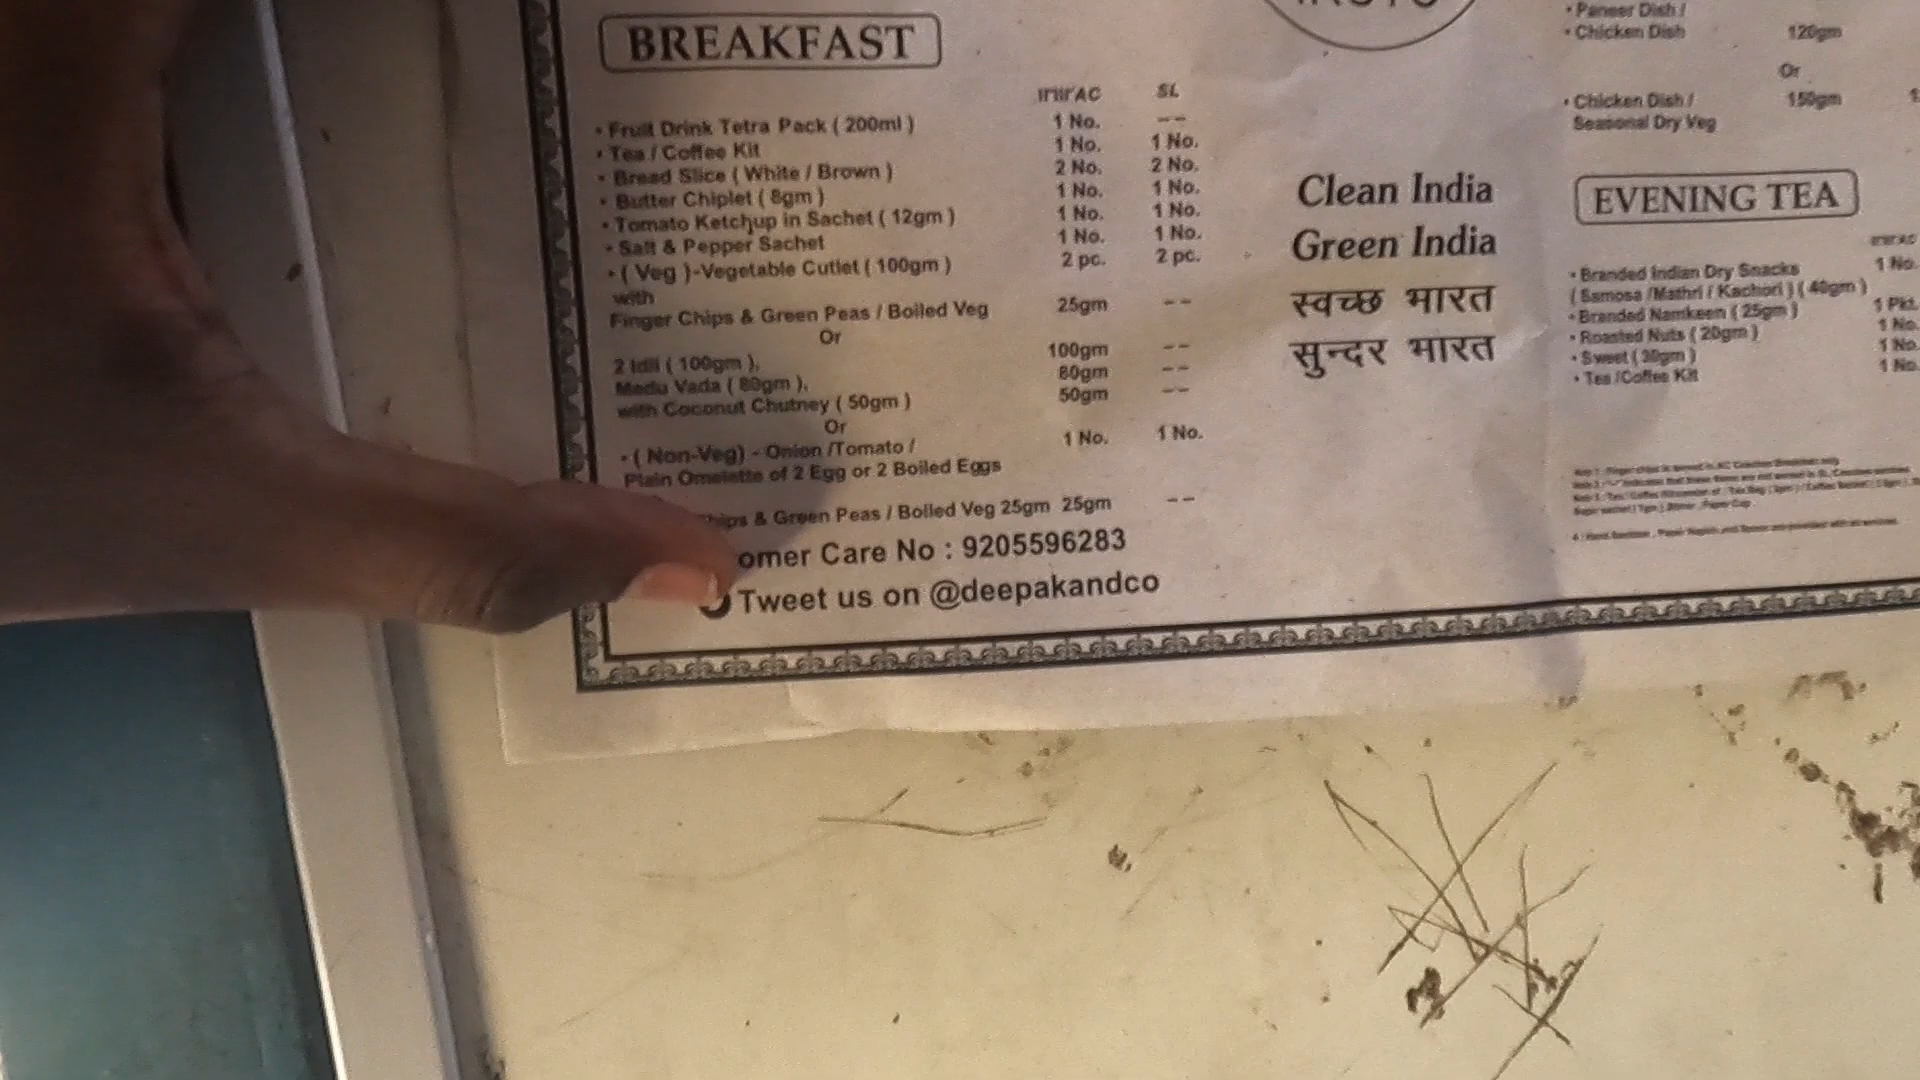 BREAKFAST
II'III'AC SL
• Fruit Drink Tetra Pack ( 200ml ) 1 No. --
• Tea / Coffee Kit 1 No. 1 No.
• Bread Slice ( White / Brown ) 2 No. 2 No.
• Butter Chiplet ( 8gm ) 1 No. 1 No.
• Tomato Ketchup in Sachet ( 12gm ) 1 No. 1 No.
• Salt & Pepper Sachet 1 No. 1 No.
• ( Veg )-Vegetable Cutlet ( 100gm ) 2 pc. 2 pc.
with
Finger Chips & Green Peas / Boiled Veg 25gm --
Or
2 Idli ( 100gm ), 100gm --
Medu Vada ( 80gm ), 80gm --
with Coconut Chutney ( 50gm ) 50gm --
Or
• ( Non-Veg) - Onion /Tomato / 1 No. 1 No.
Plain Omelette of 2 Egg or 2 Boiled Eggs
hips & Green Peas / Boiled Veg 25gm 25gm --
omer Care No : 9205596283
Tweet us on @deepakandco
Clean India
Green India
स्वच्छ भारत
सुन्दर भारत
• Paneer Dish /
• Chicken Dish 120gm
Or
• Chicken Dish / 150gm
Seasonal Dry Veg
EVENING TEA
• Branded Indian Dry Snacks 1 No.
( Samosa /Mathri / Kachori ) ( 40gm )
• Branded Namkeen ( 25gm ) 1 Pkt.
• Roasted Nuts ( 20gm ) 1 No.
• Sweet ( 30gm ) 1 No.
• Tea /Coffee Kit 1 No.